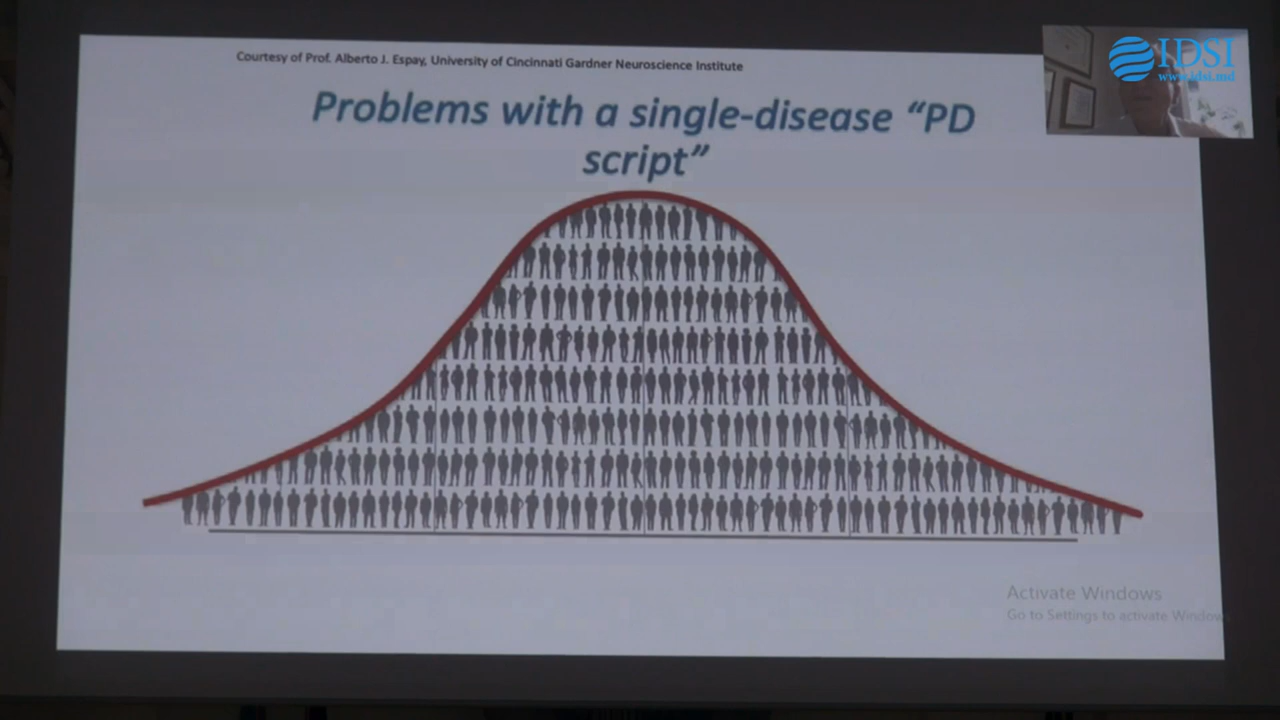 Courtesy of Prof. Alberto J. Espay, University of Cincinnati Gardner Neuroscience Institute
IDSI
www.idsi.md
Problems with a single-disease “PD
script”
Activate Windows
Go to Settings to activate Windows